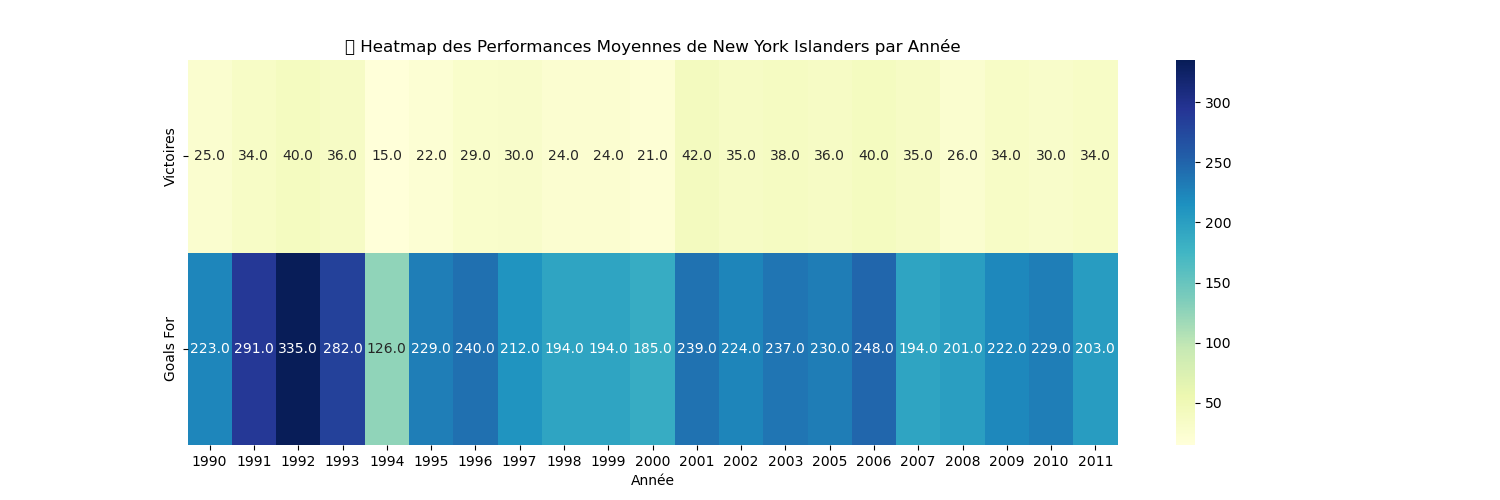 Heatmap des Performances Moyennes de New York Islanders par Année
Victoires
25.0 34.0 40.0 36.0 15.0 22.0 29.0 30.0 24.0 24.0 21.0 42.0 35.0 38.0 36.0 40.0 35.0 26.0 34.0 30.0 34.0
Goals For
223.0 291.0 335.0 282.0 126.0 229.0 240.0 212.0 194.0 194.0 185.0 239.0 224.0 237.0 230.0 248.0 194.0 201.0 222.0 229.0 203.0
1990 1991 1992 1993 1994 1995 1996 1997 1998 1999 2000 2001 2002 2003 2005 2006 2007 2008 2009 2010 2011
Année
300
250
200
150
100
50